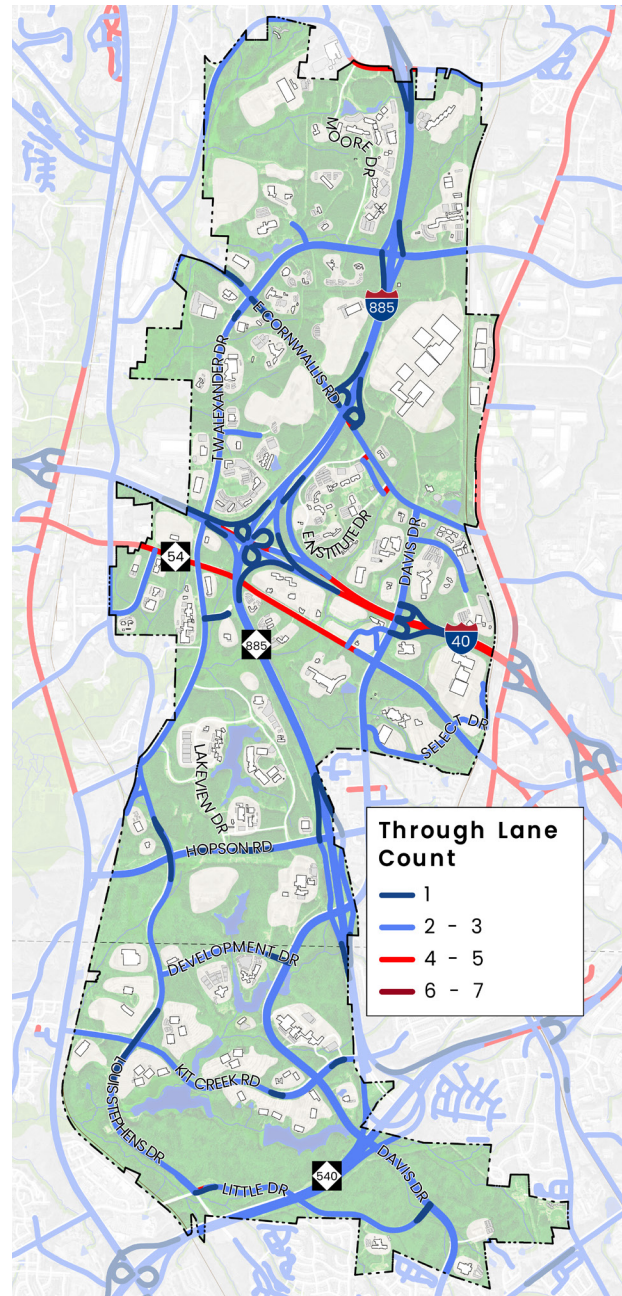 MOORE DR
885
E CORNWALLIS RD
T W ALEXANDER DR
E INSTITUTE DR
DAVIS DR
54
40
885
SELECT DR
LAKEVIEW DR
HOPSON RD
Through Lane
Count
1
2 - 3
4 - 5
6 - 7
DEVELOPMENT DR
KIT CREEK RD
LOUIS STEPHENS DR
DAVIS DR
540
LITTLE DR